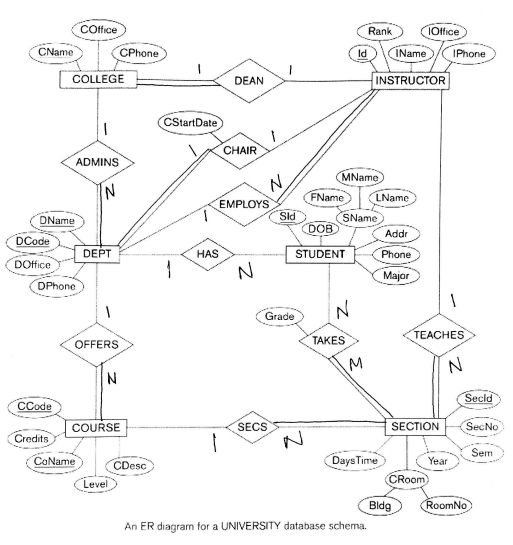 COffice
CName
CPhone
COLLEGE
1
DEAN
1
Rank
IOffice
Id
IName
IPhone
INSTRUCTOR
CStartDate
1
ADMINS
N
1
CHAIR
1
1
EMPLOYS
N
DName
DCode
DOffice
DPhone
DEPT
1
HAS
N
MName
FName
LName
SId
DOB
SName
Addr
Phone
Major
STUDENT
1
OFFERS
N
Grade
N
TAKES
M
1
TEACHES
N
CCode
Credits
CoName
Level
CDesc
COURSE
1
SECS
N
SECTION
SecId
SecNo
Sem
Year
DaysTime
CRoom
Bldg
RoomNo
An ER diagram for a UNIVERSITY database schema.